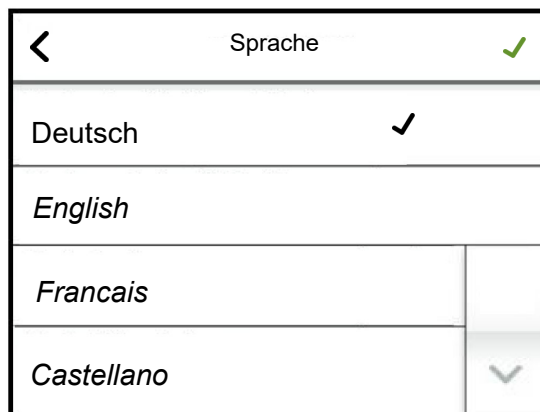 Sprache
Deutsch
English
Francais
Castellano